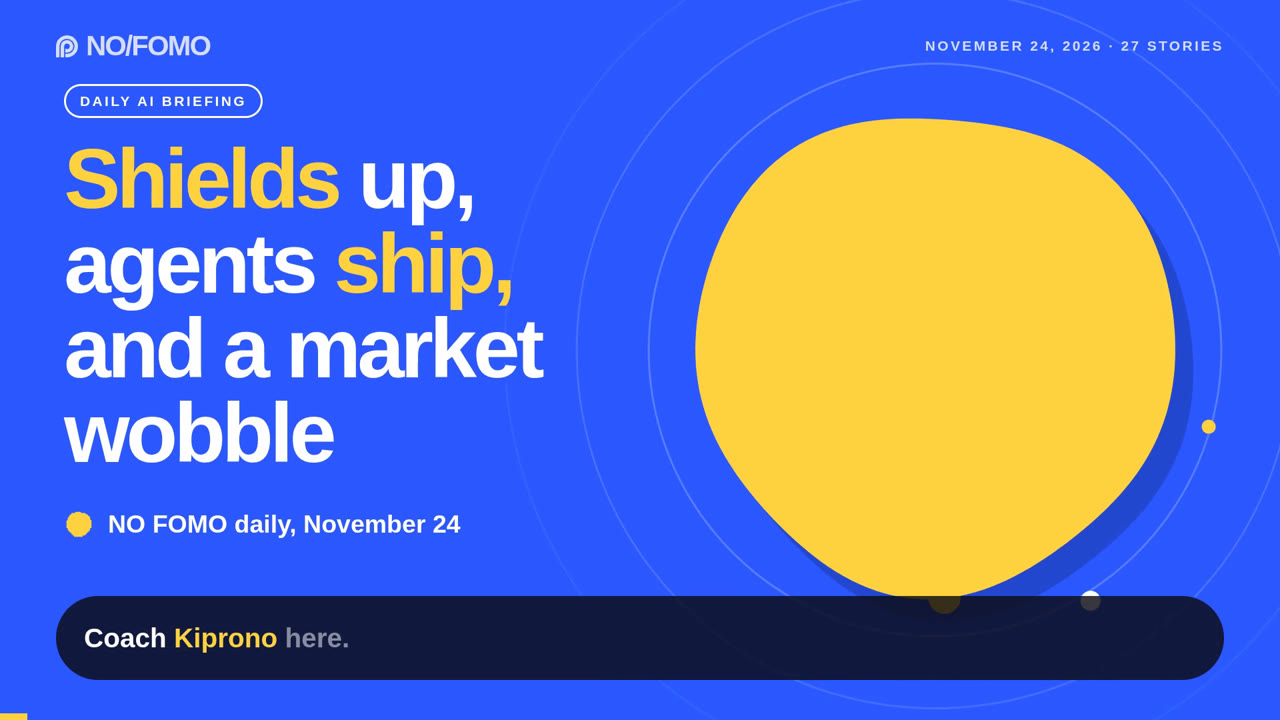 NO/FOMO
NOVEMBER 24, 2026 · 27 STORIES
DAILY AI BRIEFING
Shields up,
agents ship,
and a market
wobble
NO FOMO daily, November 24
Coach Kiprono here.